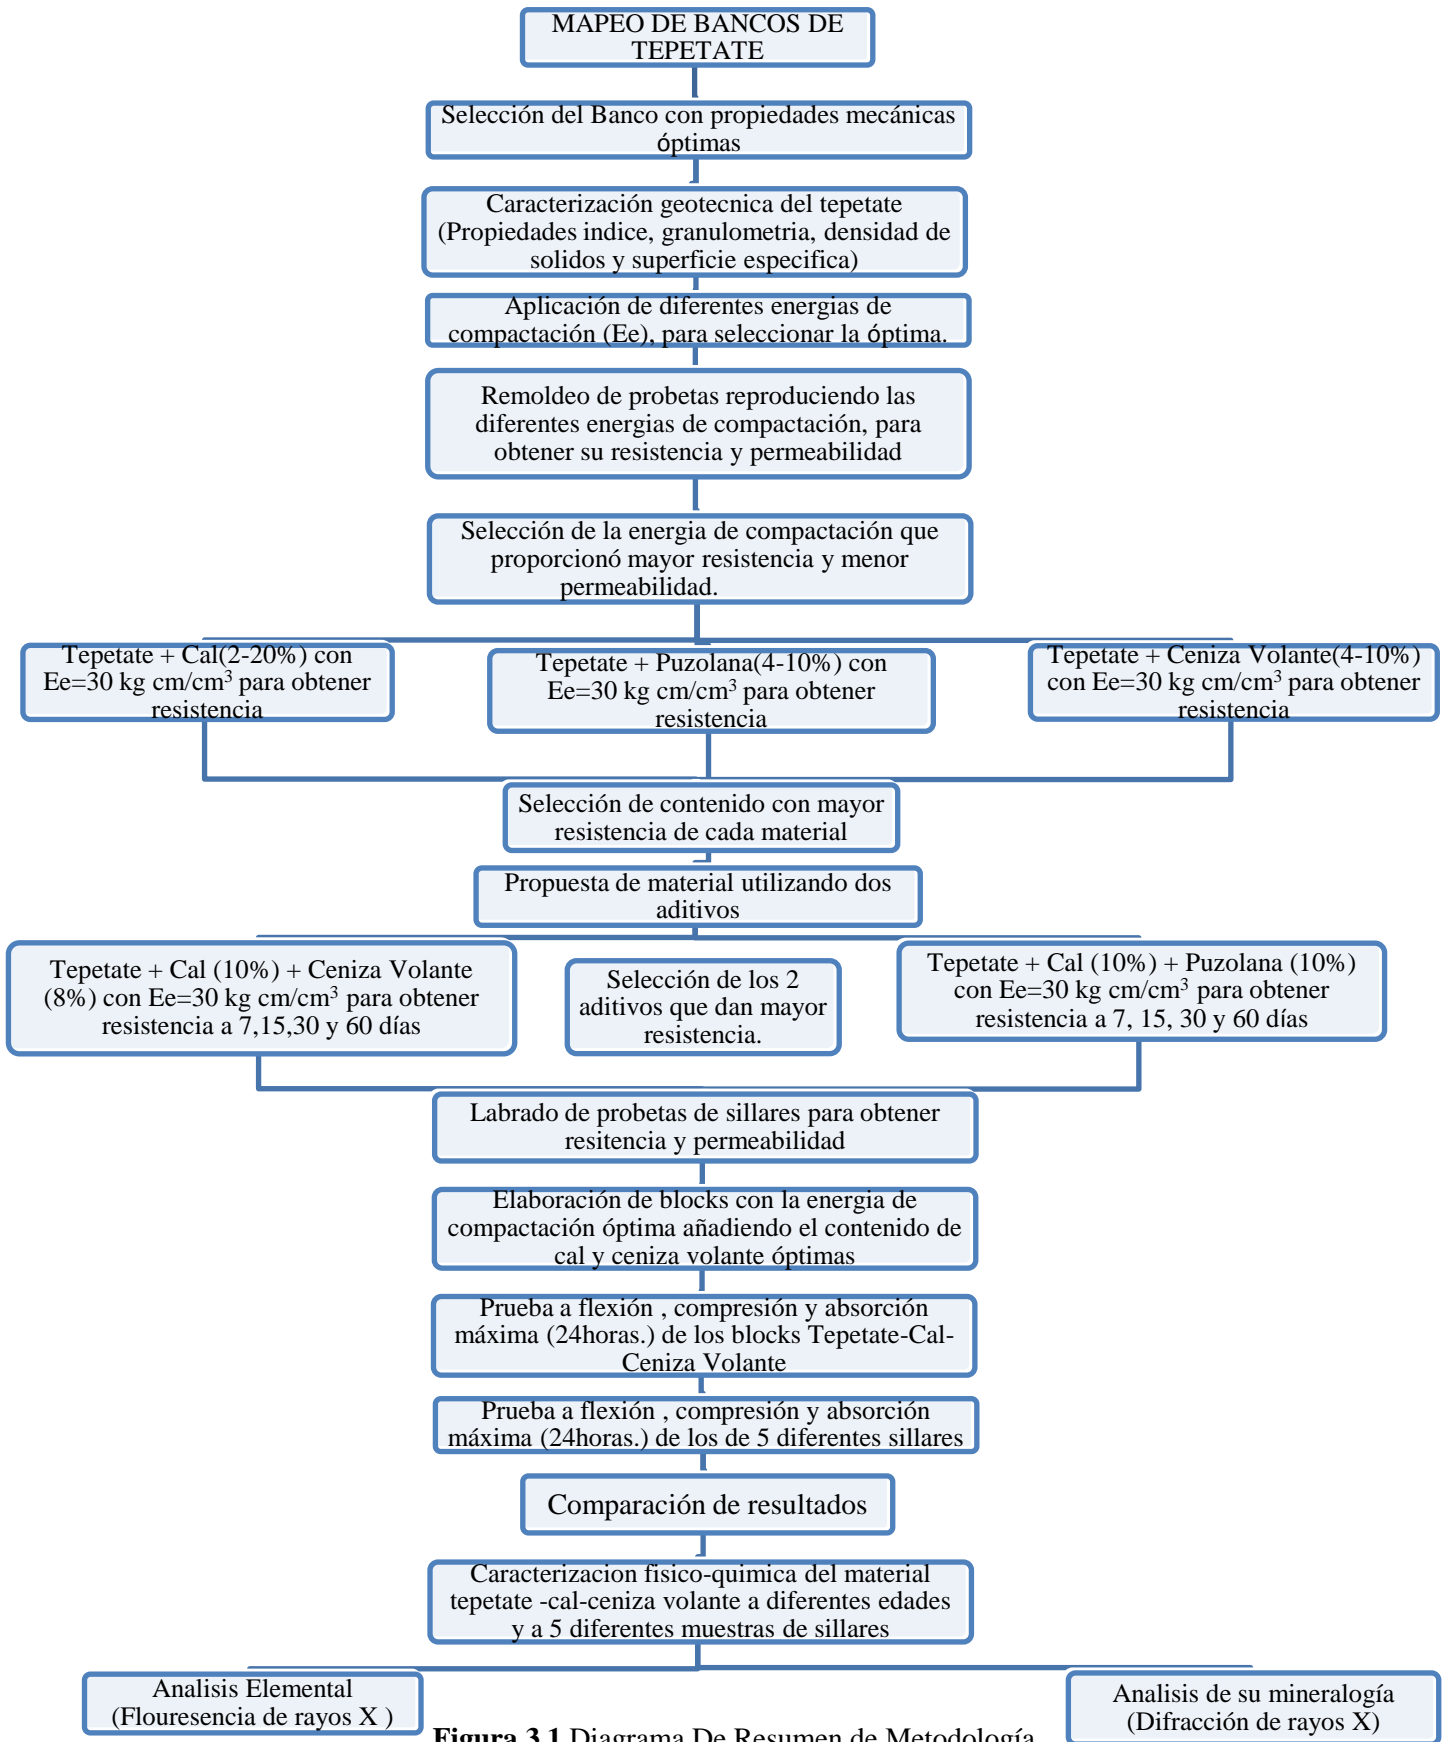 MAPEO DE BANCOS DE
TEPETATE
Selección del Banco con propiedades mecánicas
óptimas
Caracterización geotecnica del tepetate
(Propiedades indice, granulometria, densidad de
solidos y superficie especifica)
Aplicación de diferentes energias de
compactación (Ee), para seleccionar la óptima.
Remoldeo de probetas reproduciendo las
diferentes energias de compactación, para
obtener su resistencia y permeabilidad
Selección de la energia de compactación que
proporcionó mayor resistencia y menor
permeabilidad.
Tepetate + Cal(2-20%) con
Ee=30 kg cm/cm³ para obtener
resistencia
Tepetate + Puzolana(4-10%) con
Ee=30 kg cm/cm³ para obtener
resistencia
Tepetate + Ceniza Volante(4-10%)
con Ee=30 kg cm/cm³ para obtener
resistencia
Selección de contenido con mayor
resistencia de cada material
Propuesta de material utilizando dos
aditivos
Tepetate + Cal (10%) + Ceniza Volante
(8%) con Ee=30 kg cm/cm³ para obtener
resistencia a 7,15,30 y 60 días
Selección de los 2
aditivos que dan mayor
resistencia.
Tepetate + Cal (10%) + Puzolana (10%)
con Ee=30 kg cm/cm³ para obtener
resistencia a 7, 15, 30 y 60 días
Labrado de probetas de sillares para obtener
resitencia y permeabilidad
Elaboración de blocks con la energia de
compactación óptima añadiendo el contenido de
cal y ceniza volante óptimas
Prueba a flexión , compresión y absorción
máxima (24horas.) de los blocks Tepetate-Cal-
Ceniza Volante
Prueba a flexión , compresión y absorción
máxima (24horas.) de los de 5 diferentes sillares
Comparación de resultados
Caracterizacion fisico-quimica del material
tepetate -cal-ceniza volante a diferentes edades
y a 5 diferentes muestras de sillares
Analisis Elemental
(Flouresencia de rayos X )
Analisis de su mineralogía
(Difracción de rayos X)
Figura 3.1 Diagrama De Resumen de Metodología